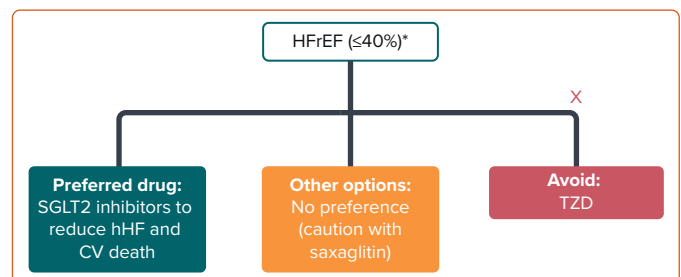 HFrEF (≤40%)*
X
Preferred drug:
SGLT2 inhibitors to
reduce hHF and
CV death
Other options:
No preference
(caution with
saxaglitin)
Avoid:
TZD